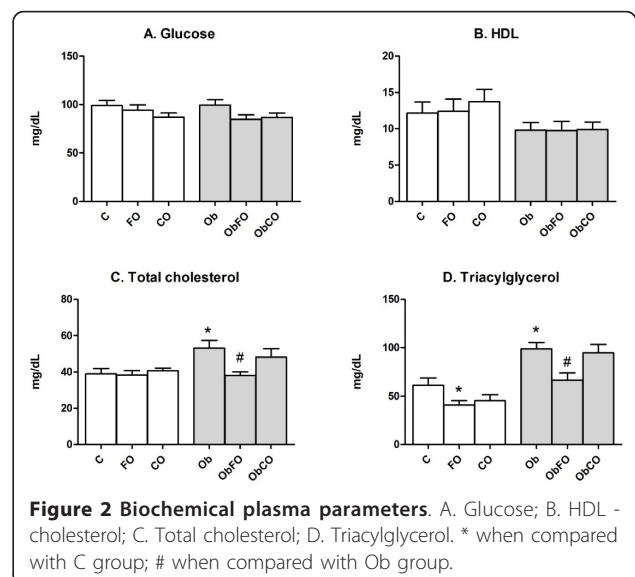 A. Glucose
mg/dL
150
100
50
0
C FO CO Ob ObFO ObCO
B. HDL
mg/dL
20
15
10
5
0
C FO CO Ob ObFO ObCO
C. Total cholesterol
mg/dL
80
60
40
20
0
* #
C FO CO Ob ObFO ObCO
D. Triacylglycerol
mg/dL
150
100
50
0
* * #
C FO CO Ob ObFO ObCO
Figure 2 Biochemical plasma parameters. A. Glucose; B. HDL -
cholesterol; C. Total cholesterol; D. Triacylglycerol. * when compared
with C group; # when compared with Ob group.